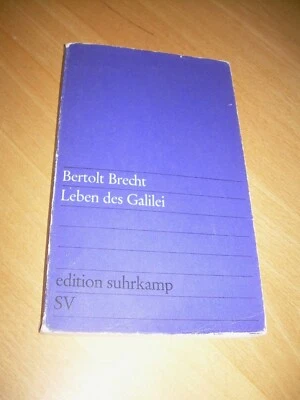 Bertolt Brecht
Leben des Galilei
edition suhrkamp
SV